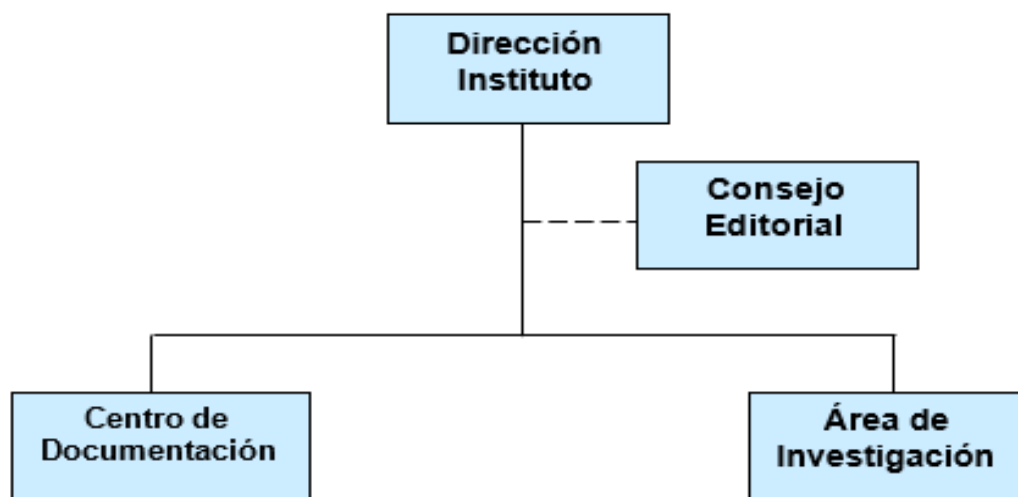 Dirección
Instituto
Consejo
Editorial
Centro de
Documentación
Área de
Investigación